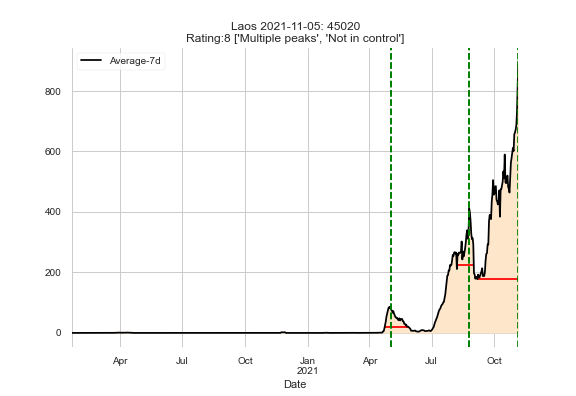 Laos 2021-11-05: 45020
Rating:8 ['Multiple peaks', 'Not in control']
Average-7d
800
600
400
200
0
Apr Jul Oct Jan Apr Jul Oct
2021
Date